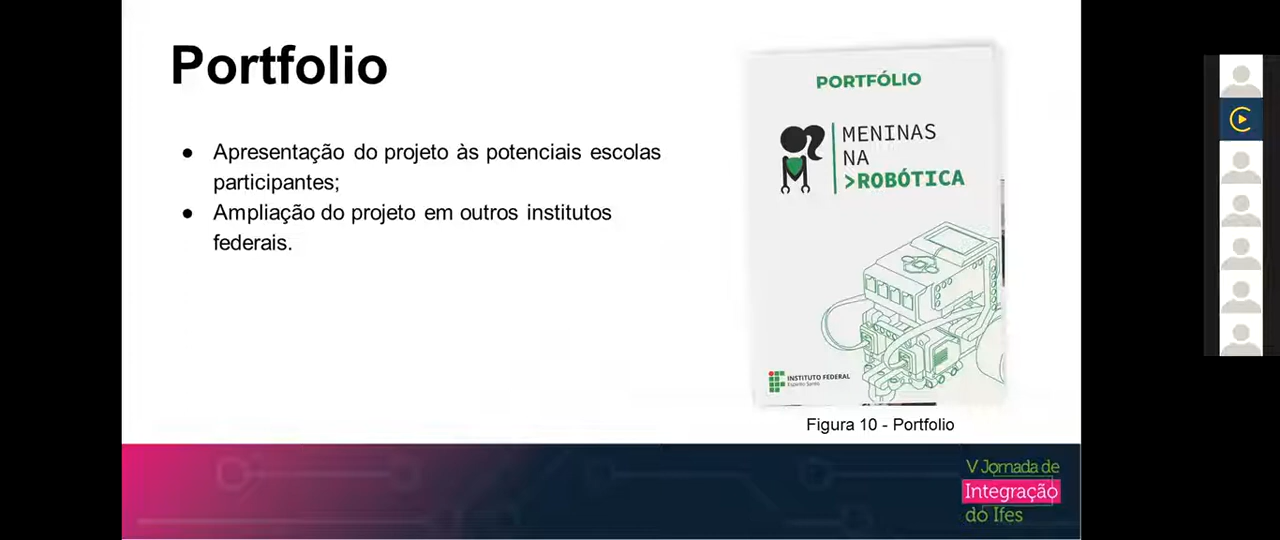 Portfolio
● Apresentação do projeto às potenciais escolas
participantes;
● Ampliação do projeto em outros institutos
federais.
PORTFÓLIO
MENINAS
NA
>ROBÓTICA
INSTITUTO FEDERAL
Espírito Santo
Figura 10 - Portfolio
V Jornada de
Integração
do Ifes